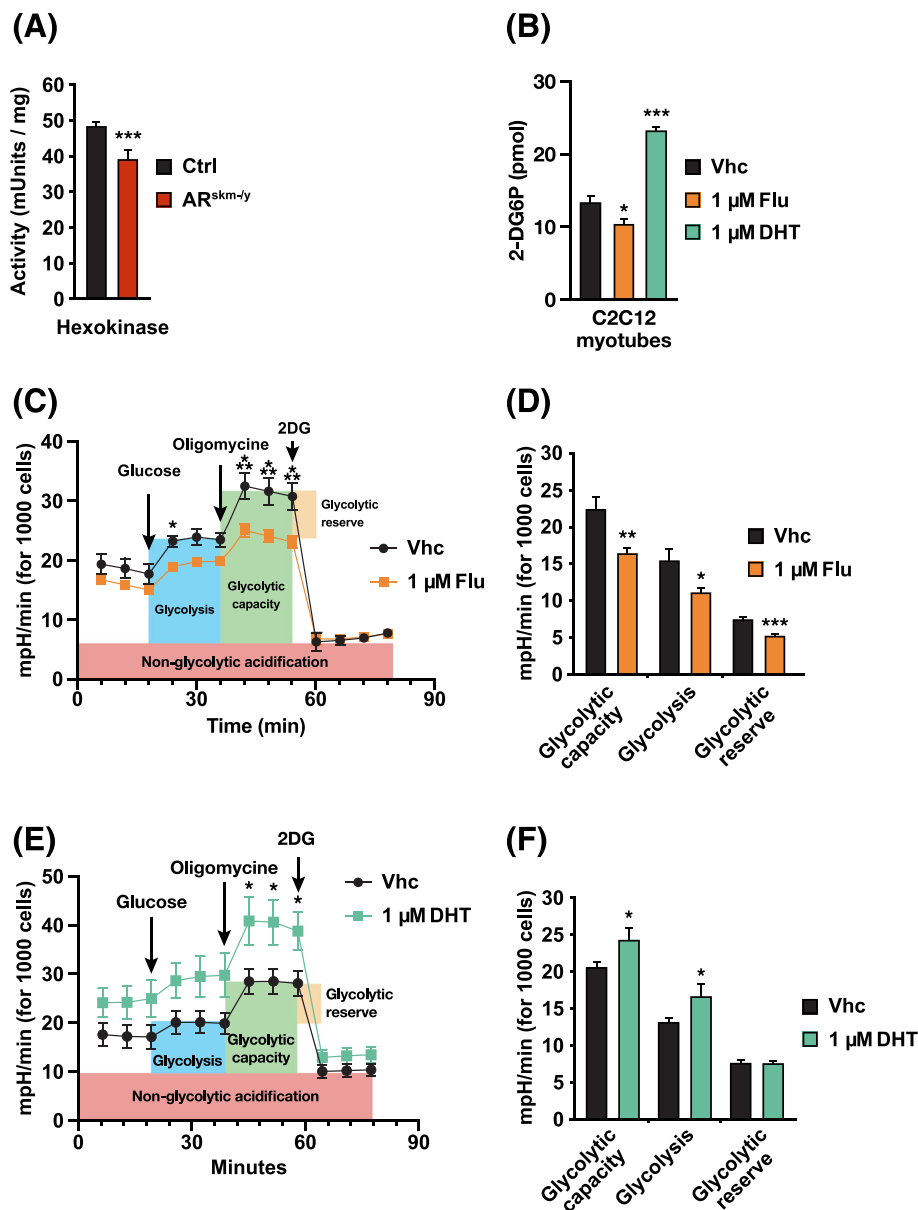 (A)
Activity (mUnits / mg)
60
50
40
30
20
10
0
***
Ctrl
ARskm-/y
Hexokinase
(B)
2-DG6P (pmol)
30
20
10
0
*
***
Vhc
1 µM Flu
1 µM DHT
C2C12
myotubes
(C)
mpH/min (for 1000 cells)
40
30
20
10
0
Glucose
Oligomycine
2DG
*
*
**
*
**
*
**
Glycolytic
reserve
Vhc
1 µM Flu
Glycolysis
Glycolytic
capacity
Non-glycolytic acidification
0
30
60
90
Time (min)
(D)
mpH/min (for 1000 cells)
25
20
15
10
5
0
**
*
***
Vhc
1 µM Flu
Glycolytic
capacity
Glycolysis
Glycolytic
reserve
(E)
mpH/min (for 1000 cells)
50
40
30
20
10
0
Glucose
Oligomycine
2DG
*
*
*
Vhc
1 µM DHT
Glycolytic
reserve
Glycolysis
Glycolytic
capacity
Non-glycolytic acidification
0
30
60
90
Minutes
(F)
mpH/min (for 1000 cells)
25
20
15
10
5
0
*
*
Vhc
1 µM DHT
Glycolytic
capacity
Glycolysis
Glycolytic
reserve